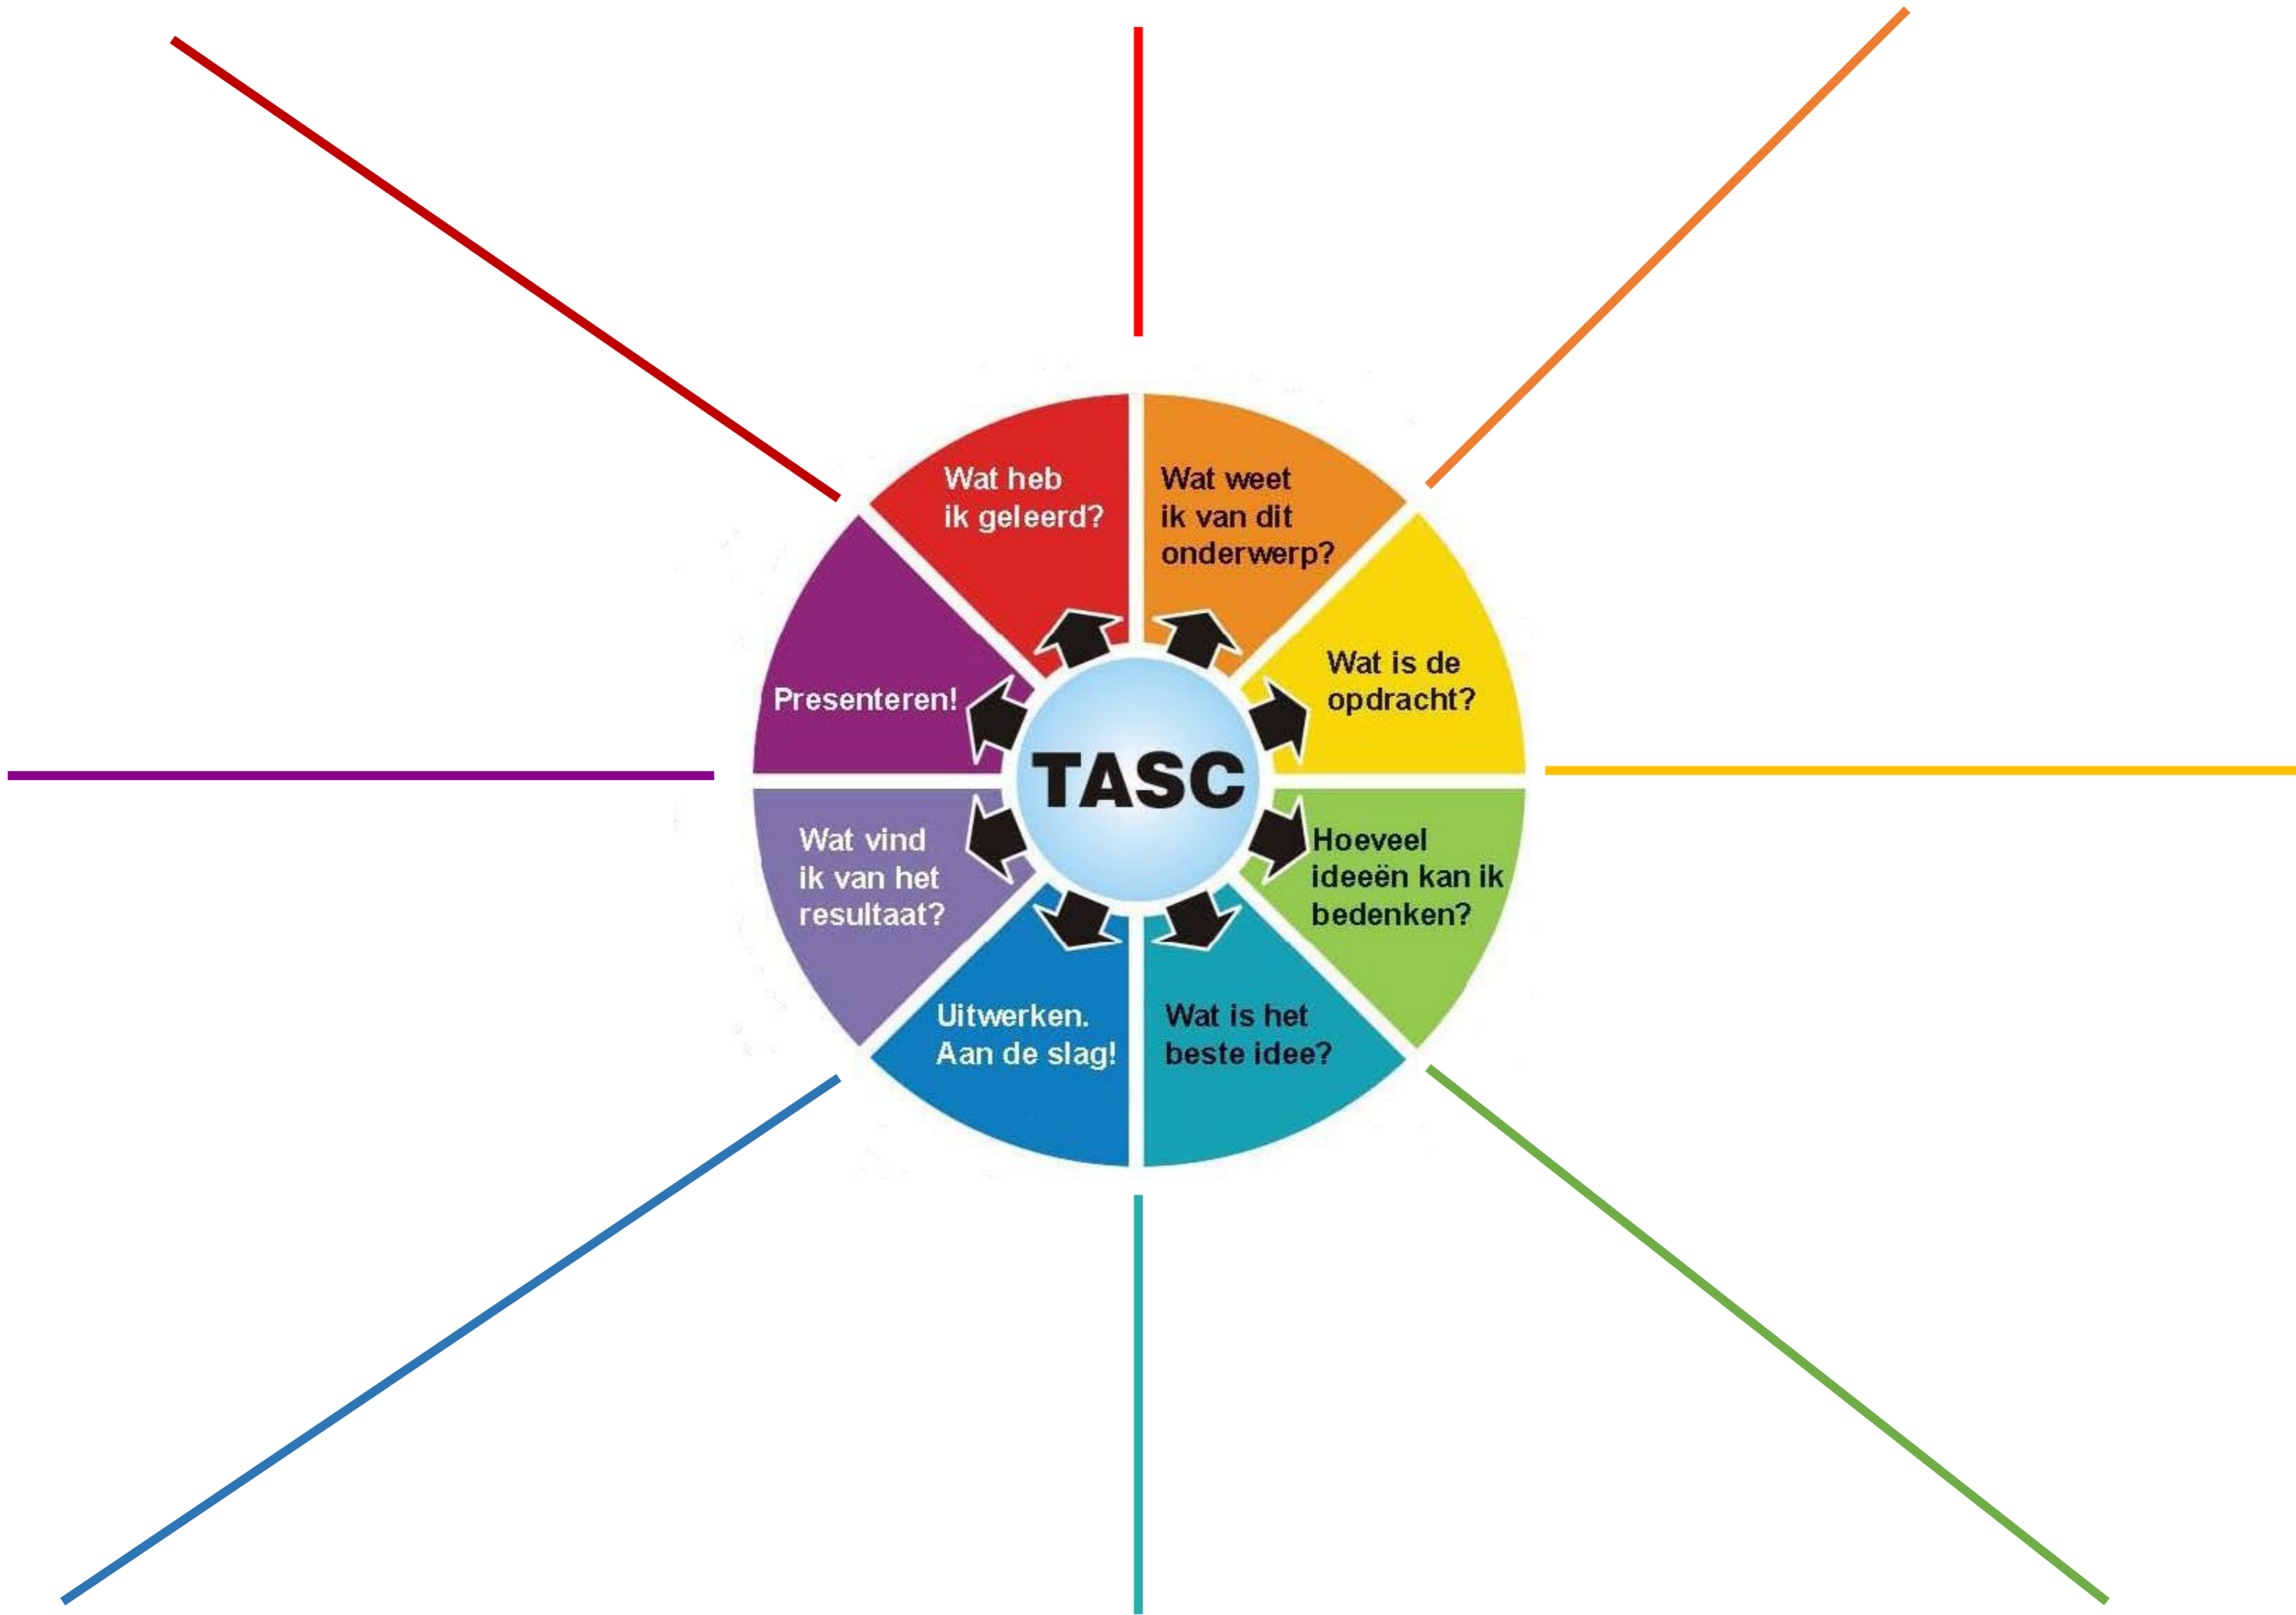 Wat weet
ik van dit
onderwerp?
Wat is de
opdracht?
Hoeveel
ideeën kan ik
bedenken?
Wat is het
beste idee?
Uitwerken.
Aan de slag!
Wat vind
ik van het
resultaat?
Presenteren!
Wat heb
ik geleerd?
TASC